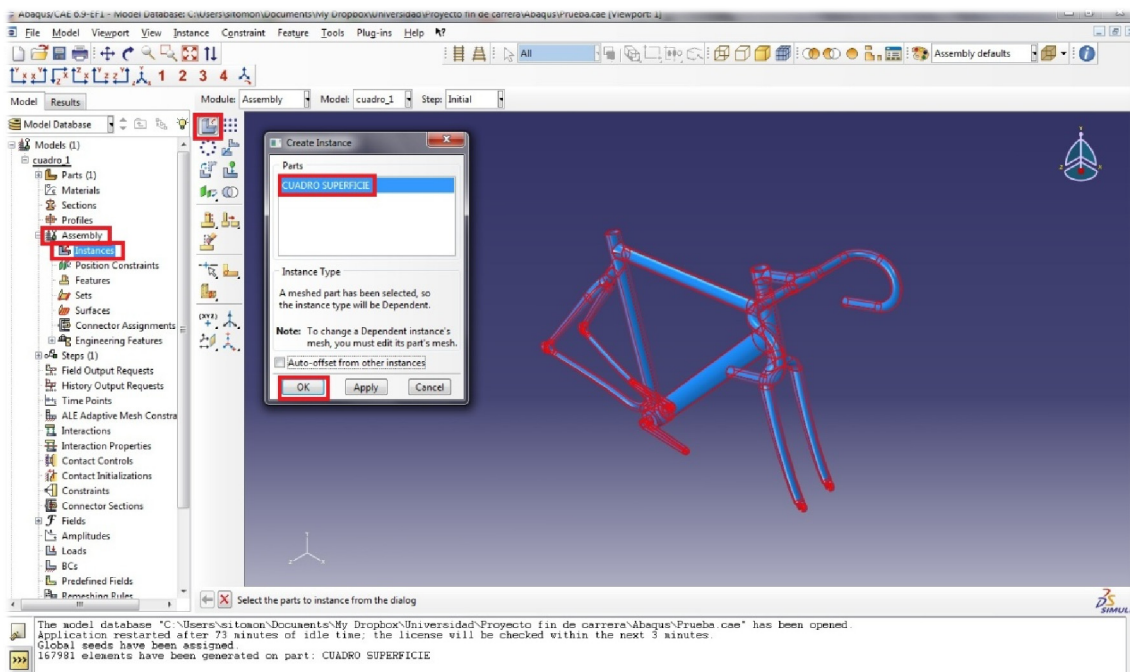 Abaqus/CAE 6.9-EF1 - Model Database: C:\Users\sitomon\Documents\My Dropbox\Universidad\Proyecto fin de carrera\Abaqus\Prueba.cae [Viewport: 1]
File Model Viewport View Instance Constraint Feature Tools Plug-ins Help
All
Assembly defaults
1 2 3 4
Model Results
Module: Assembly Model: cuadro_1 Step: Initial
Model Database
Models (1)
cuadro_1
Parts (1)
Materials
Sections
Profiles
Assembly
Instances
Position Constraints
Features
Sets
Surfaces
Connector Assignments
Engineering Features
Steps (1)
Field Output Requests
History Output Requests
Time Points
ALE Adaptive Mesh Constra
Interactions
Interaction Properties
Contact Controls
Contact Initializations
Constraints
Connector Sections
Fields
Amplitudes
Loads
BCs
Predefined Fields
Remeshing Rules
(XYZ)
Create Instance
Parts
CUADRO SUPERFICIE
Instance Type
A meshed part has been selected, so
the instance type will be Dependent.
Note: To change a Dependent instance's
mesh, you must edit its part's mesh.
Auto-offset from other instances
OK Apply Cancel
Select the parts to instance from the dialog
SIMUL
The model database "C:\Users\sitomon\Documents\My Dropbox\Universidad\Proyecto fin de carrera\Abaqus\Prueba.cae" has been opened.
Application restarted after 73 minutes of idle time; the license will be checked within the next 3 minutes.
Global seeds have been assigned.
167981 elements have been generated on part: CUADRO SUPERFICIE